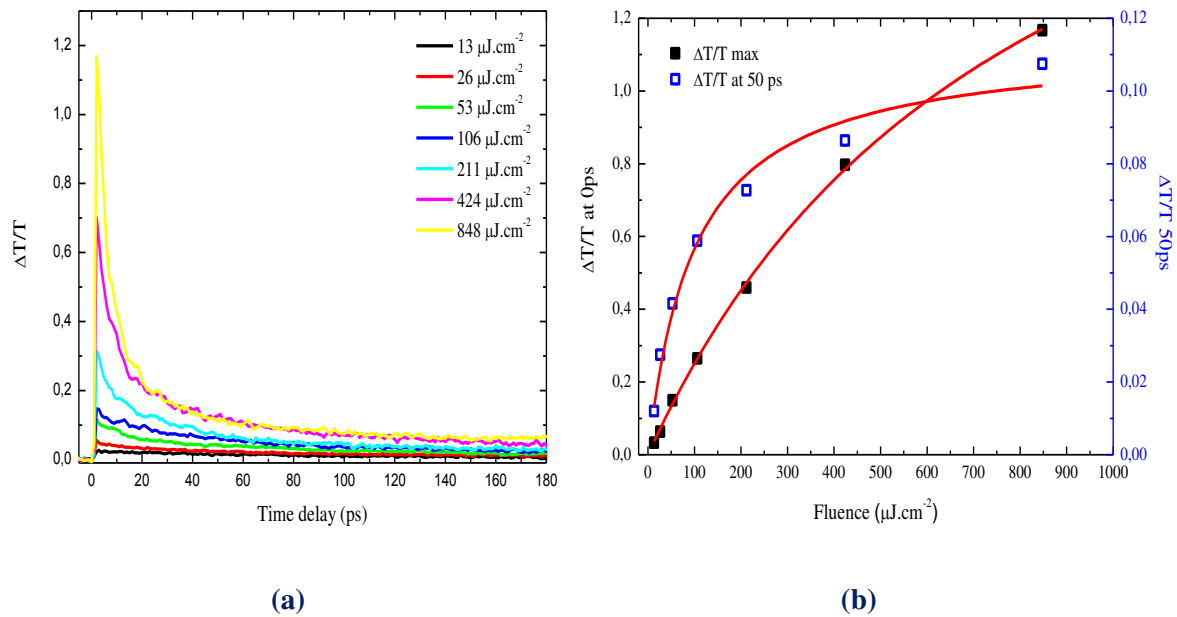 1,2
1,0
0,8
0,6
0,4
0,2
0,0
ΔT/T
0 20 40 60 80 100 120 140 160 180
Time delay (ps)
13 μJ.cm-2
26 μJ.cm-2
53 μJ.cm-2
106 μJ.cm-2
211 μJ.cm-2
424 μJ.cm-2
848 μJ.cm-2
(a)
1,2
1,0
0,8
0,6
0,4
0,2
0,0
ΔT/T at 0ps
ΔT/T max
ΔT/T at 50 ps
0,12
0,10
0,08
0,06
0,04
0,02
0,00
ΔT/T 50ps
0 100 200 300 400 500 600 700 800 900 1000
Fluence (μJ.cm-2)
(b)